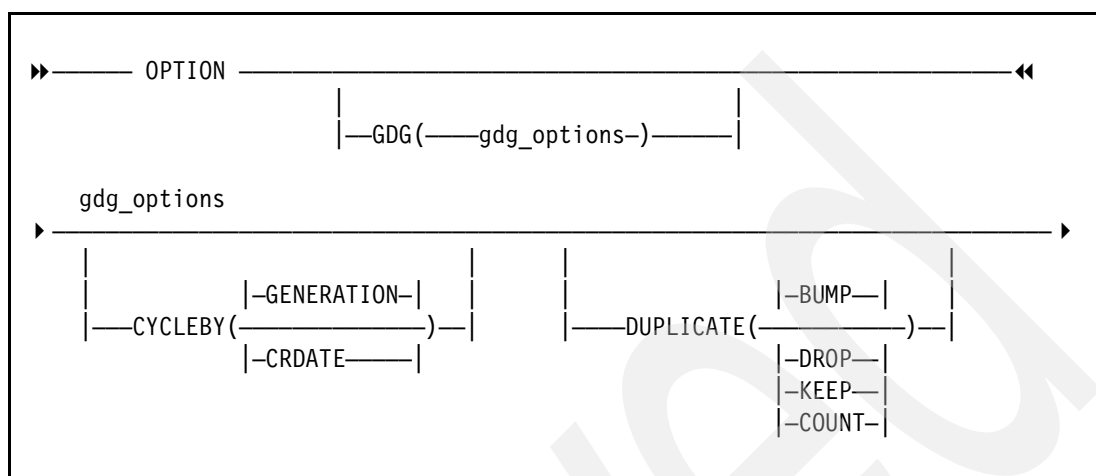 OPTION
GDG(gdg_options)
gdg_options
GENERATION BUMP
CYCLEBY( ) DUPLICATE( )
CRDATE DROP
KEEP
COUNT